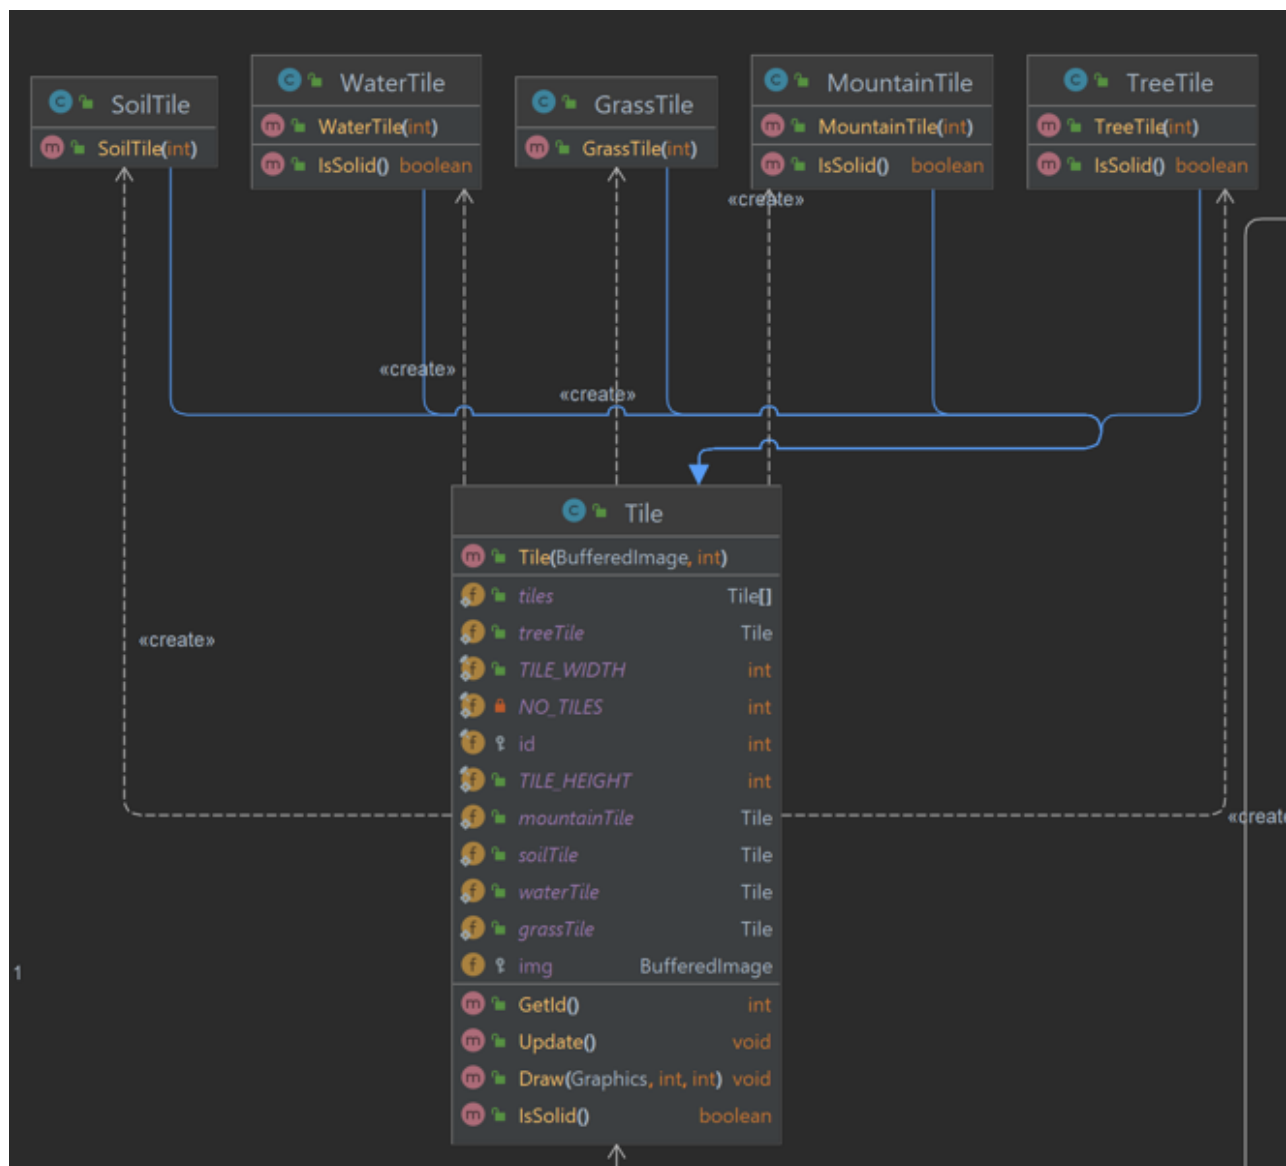 SoilTile
SoilTile(int)
WaterTile
WaterTile(int)
IsSolid() boolean
GrassTile
GrassTile(int)
MountainTile
MountainTile(int)
IsSolid() boolean
TreeTile
TreeTile(int)
IsSolid() boolean
«create»
«create»
«create»
«create»
«create
Tile
Tile(BufferedImage, int)
tiles Tile[]
treeTile Tile
TILE_WIDTH int
NO_TILES int
id int
TILE_HEIGHT int
mountainTile Tile
soilTile Tile
waterTile Tile
grassTile Tile
img BufferedImage
GetId() int
Update() void
Draw(Graphics, int, int) void
IsSolid() boolean
1